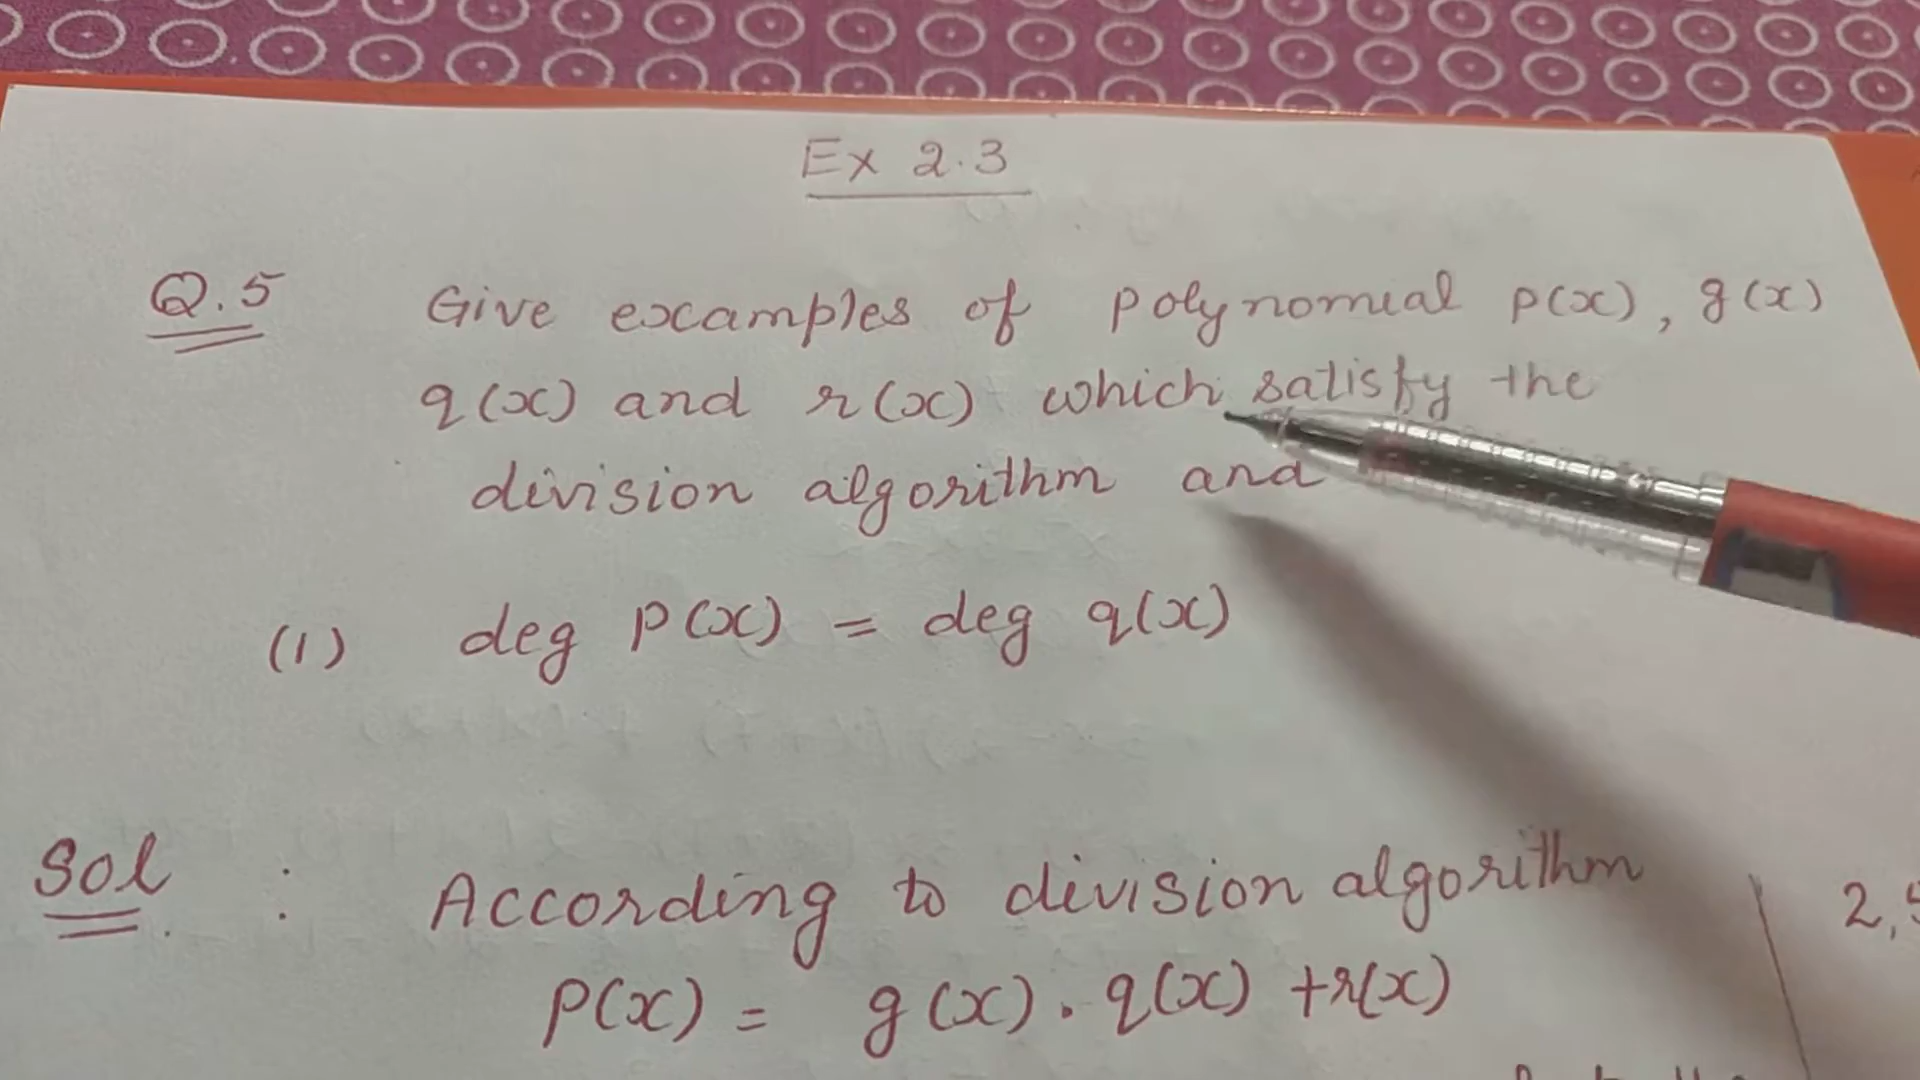 Ex 2.3
Q.5 Give examples of polynomial p(x), g(x)
q(x) and r(x) which satisfy the
division algorithm and
(1) deg p(x) = deg q(x)
Sol : According to division algorithm
p(x) = g(x) . q(x) + r(x)